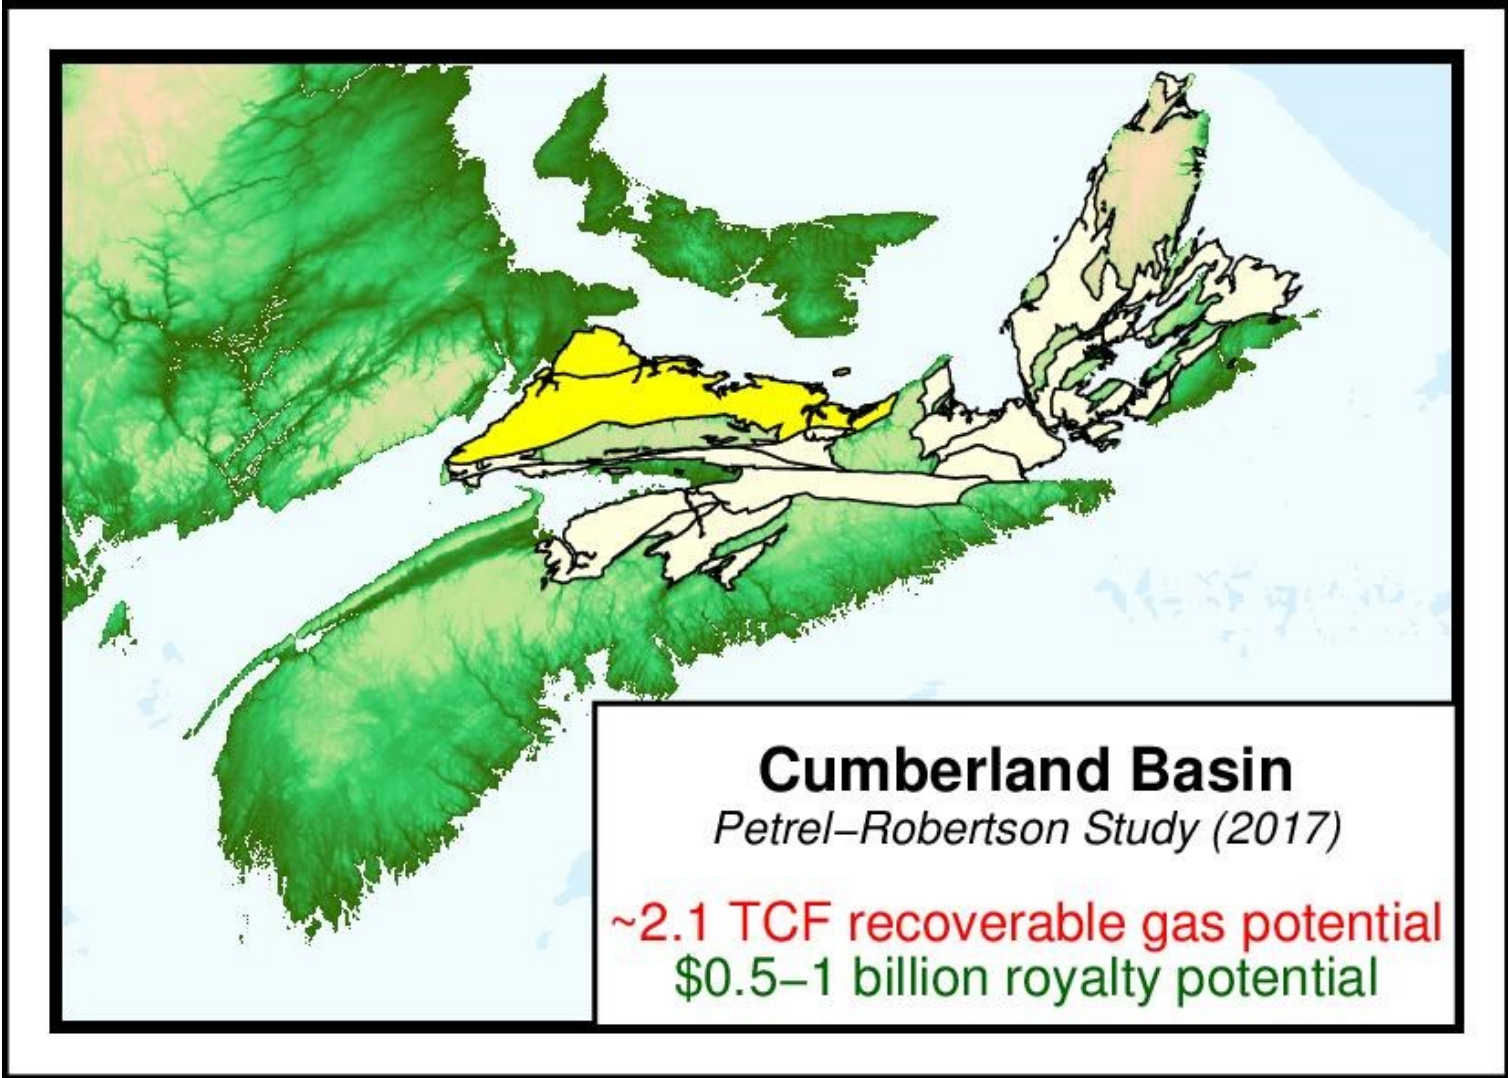 Cumberland Basin
Petrel–Robertson Study (2017)
~2.1 TCF recoverable gas potential
$0.5–1 billion royalty potential